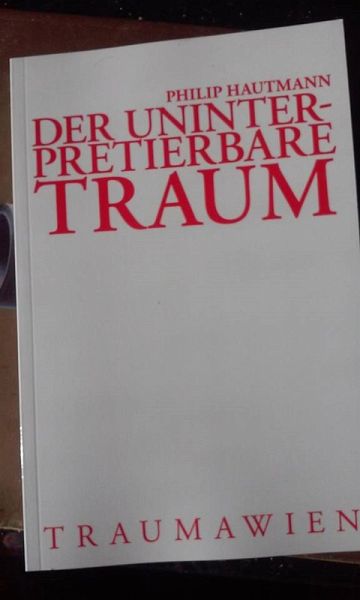 PHILIP HAUTMANN
DER UNINTER-
PRETIERBARE
TRAUM
TRAUMAWIEN